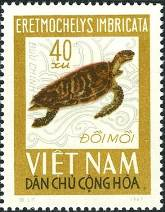 ERETMOCHELYS IMBRICATA
40
XU
ĐỒI MỒI
VIỆT NAM
DÂN CHỦ CỘNG HÒA